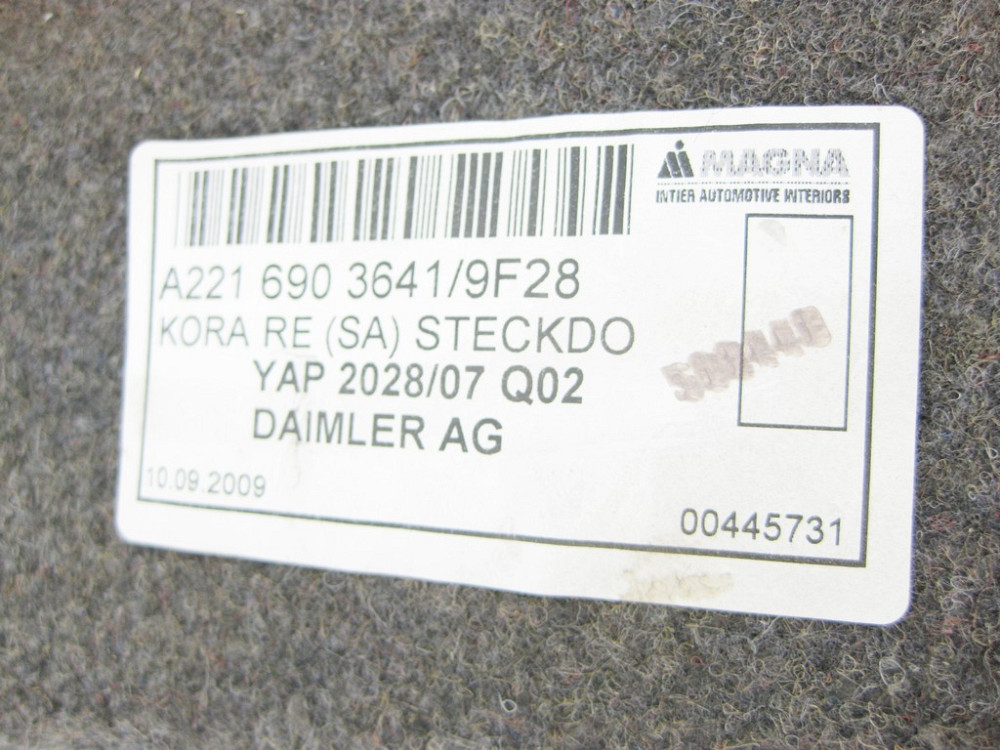 MAGNA
INTIER AUTOMOTIVE INTERIORS
A221 690 3641/9F28
KORA RE (SA) STECKDO
YAP 2028/07 Q02
DAIMLER AG
10.09.2009
00445731